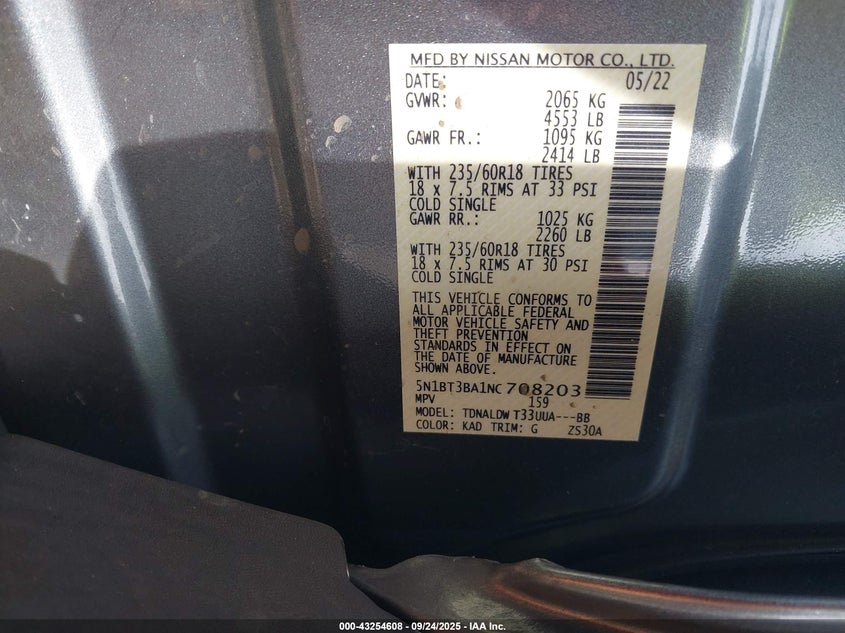 MFD BY NISSAN MOTOR CO., LTD.
DATE: 05/22
GVWR: 2065 KG
4553 LB
GAWR FR.: 1095 KG
2414 LB
WITH 235/60R18 TIRES
18 x 7.5 RIMS AT 33 PSI
COLD SINGLE
GAWR RR.: 1025 KG
2260 LB
WITH 235/60R18 TIRES
18 x 7.5 RIMS AT 30 PSI
COLD SINGLE
THIS VEHICLE CONFORMS TO
ALL APPLICABLE FEDERAL
MOTOR VEHICLE SAFETY AND
THEFT PREVENTION
STANDARDS IN EFFECT ON
THE DATE OF MANUFACTURE
SHOWN ABOVE.
5N1BT3BA1NC708203
MPV 159
MODEL: TDNALDW T33UUA---BB
COLOR: KAD TRIM: G ZS30A
000-43254608 - 09/24/2025 - IAA Inc.